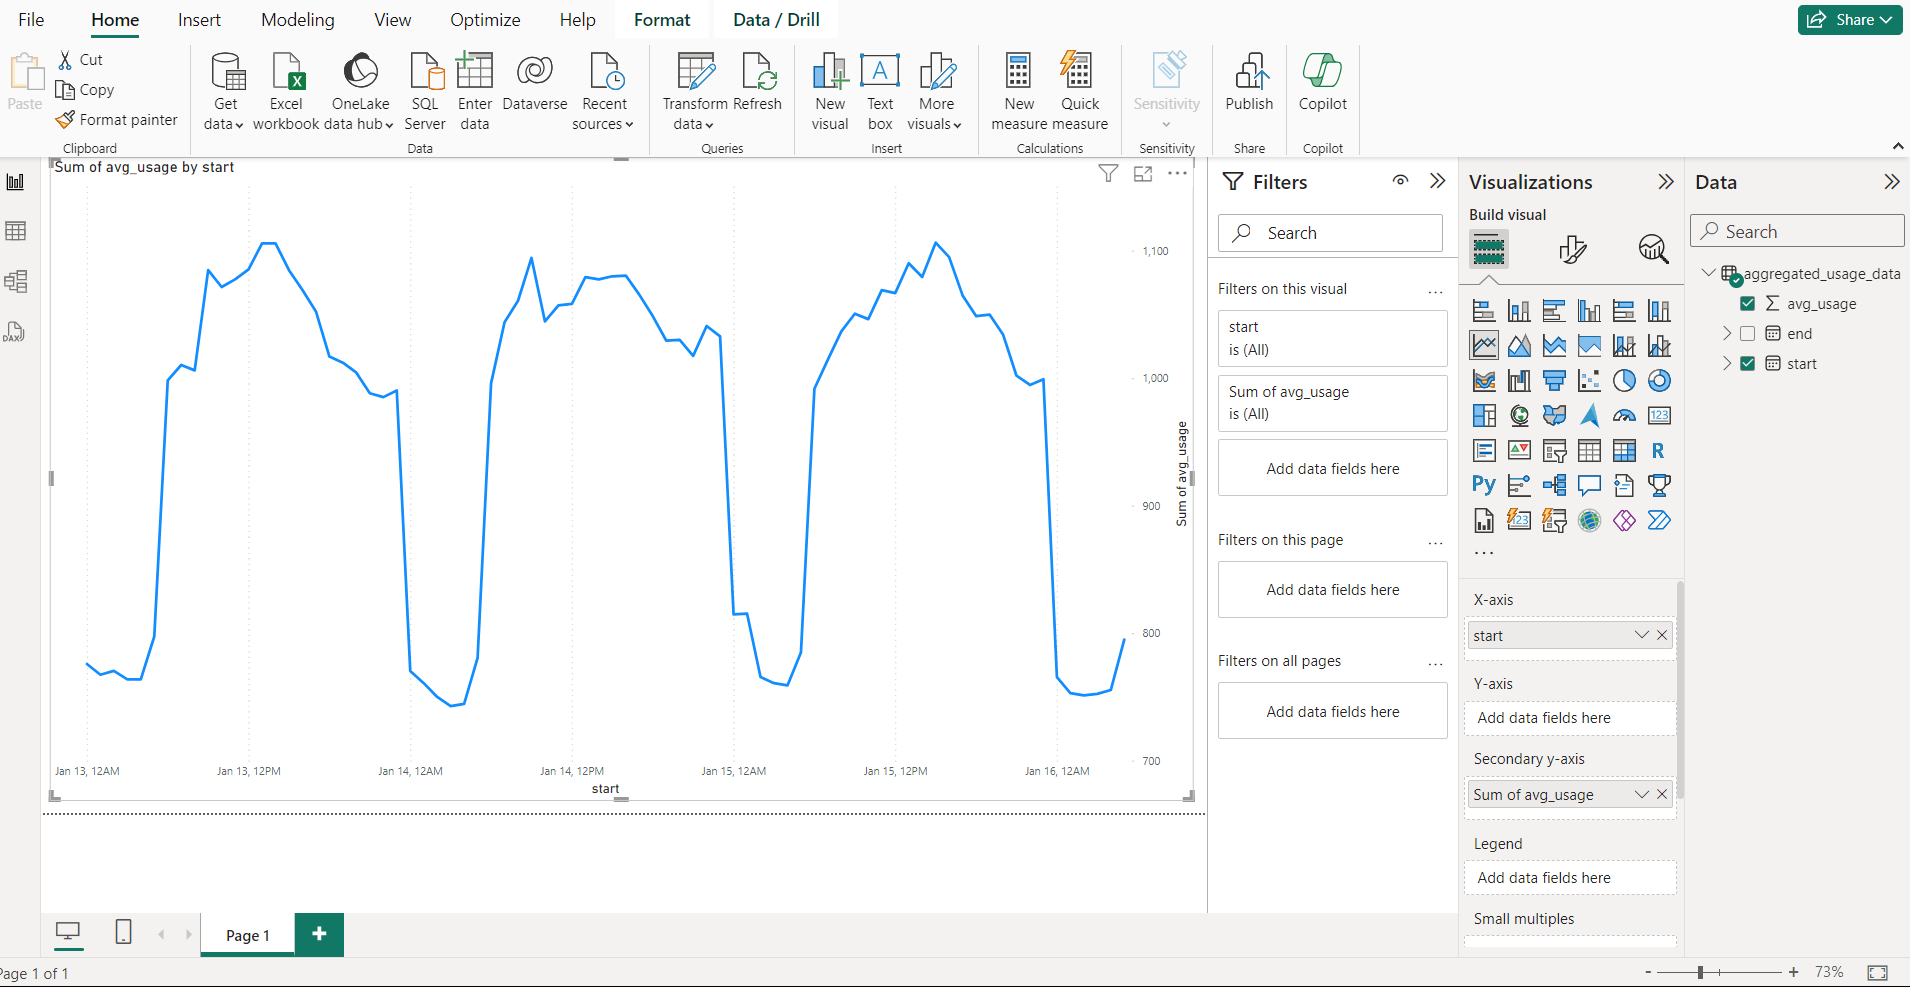 File Home Insert Modeling View Optimize Help Format Data / Drill Share
Paste
Cut
Copy
Format painter
Clipboard
Get data
Excel workbook
OneLake data hub
SQL Server
Enter data
Dataverse
Recent sources
Data
Transform data
Refresh
Queries
New visual
Text box
A
More visuals
Insert
New measure
Quick measure
Calculations
Sensitivity
Sensitivity
Publish
Share
Copilot
Copilot
DAX
Sum of avg_usage by start
1,100
1,000
900
800
700
Sum of avg_usage
Jan 13, 12AM Jan 13, 12PM Jan 14, 12AM Jan 14, 12PM Jan 15, 12AM Jan 15, 12PM Jan 16, 12AM
start
Filters
Search
Filters on this visual
start
is (All)
Sum of avg_usage
is (All)
Add data fields here
Filters on this page
Add data fields here
Filters on all pages
Add data fields here
Visualizations
Build visual
123
R
Py
123
X-axis
start
Y-axis
Add data fields here
Secondary y-axis
Sum of avg_usage
Legend
Add data fields here
Small multiples
Data
Search
aggregated_usage_data
avg_usage
end
start
Page 1
Page 1 of 1
73%